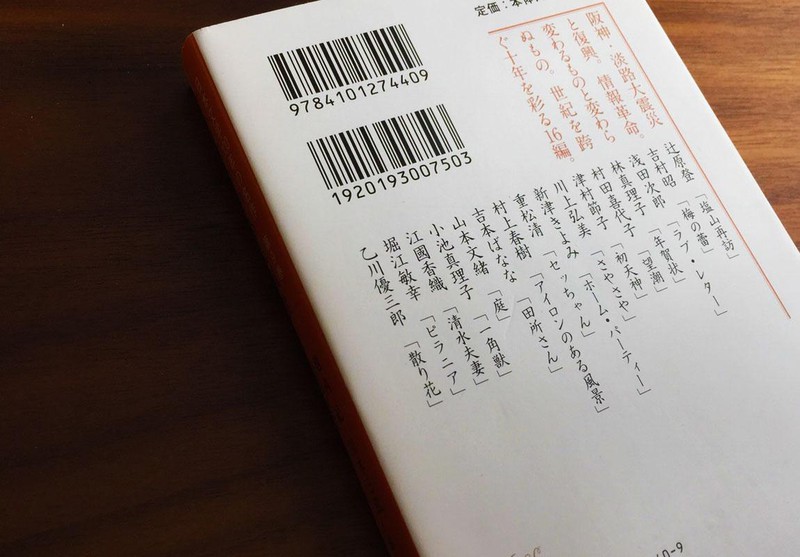 定価：本体
9784101274409
1920193007503
阪神・淡路大震災
と復興。情報革命。
変わるものと変わら
ぬもの。世紀を跨
ぐ十年を彩る16編。
辻原登「塩山再訪」
吉村昭「梅の蕾」
浅田次郎「ラブ・レター」
林真理子「年賀状」
村田喜代子「望潮」
津村節子「初天神」
川上弘美「さやさや」
新津きよみ「ホーム・パーティー」
重松清「セッちゃん」
村上春樹「アイロンのある風景」
吉本ばなな「田所さん」
山本文緒「庭」
小池真理子「一角獣」
江國香織「清水夫妻」
堀江敏幸「ピラニア」
乙川優三郎「散り花」